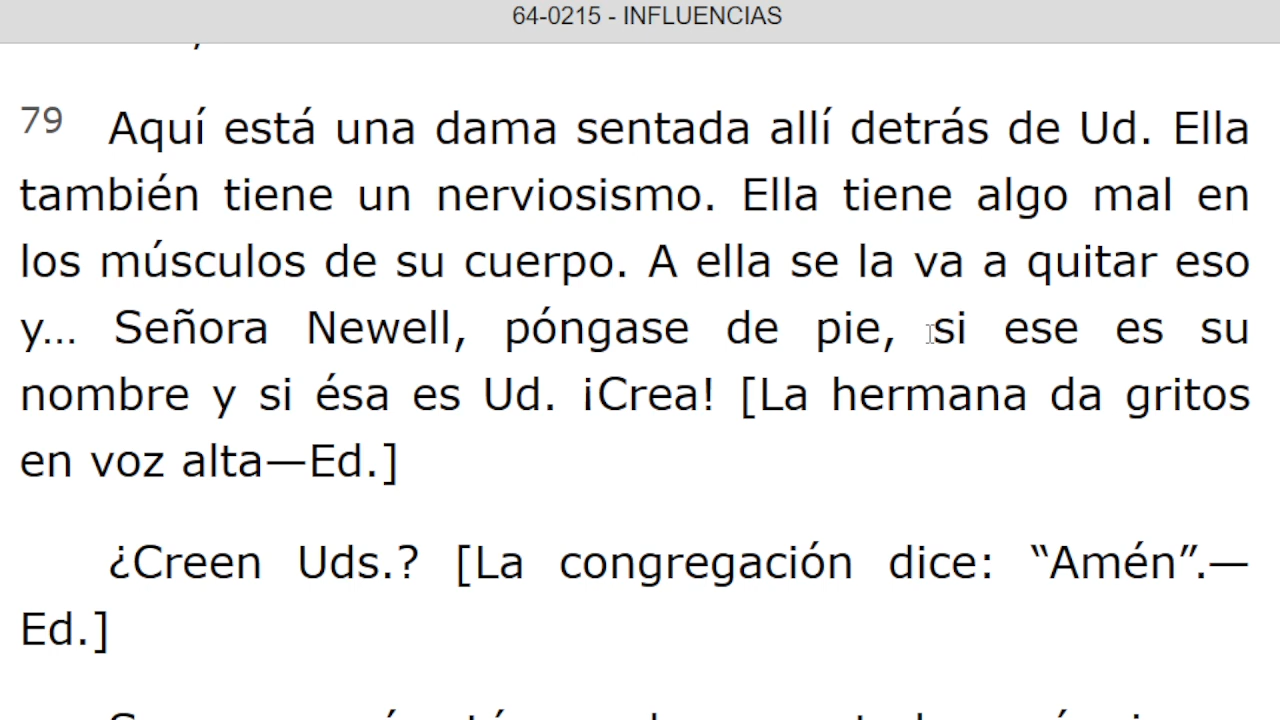 64-0215 - INFLUENCIAS
79 Aquí está una dama sentada allí detrás de Ud. Ella
también tiene un nerviosismo. Ella tiene algo mal en
los músculos de su cuerpo. A ella se la va a quitar eso
y… Señora Newell, póngase de pie, si ese es su
nombre y si ésa es Ud. ¡Crea! [La hermana da gritos
en voz alta—Ed.]
¿Creen Uds.? [La congregación dice: “Amén”.—
Ed.]